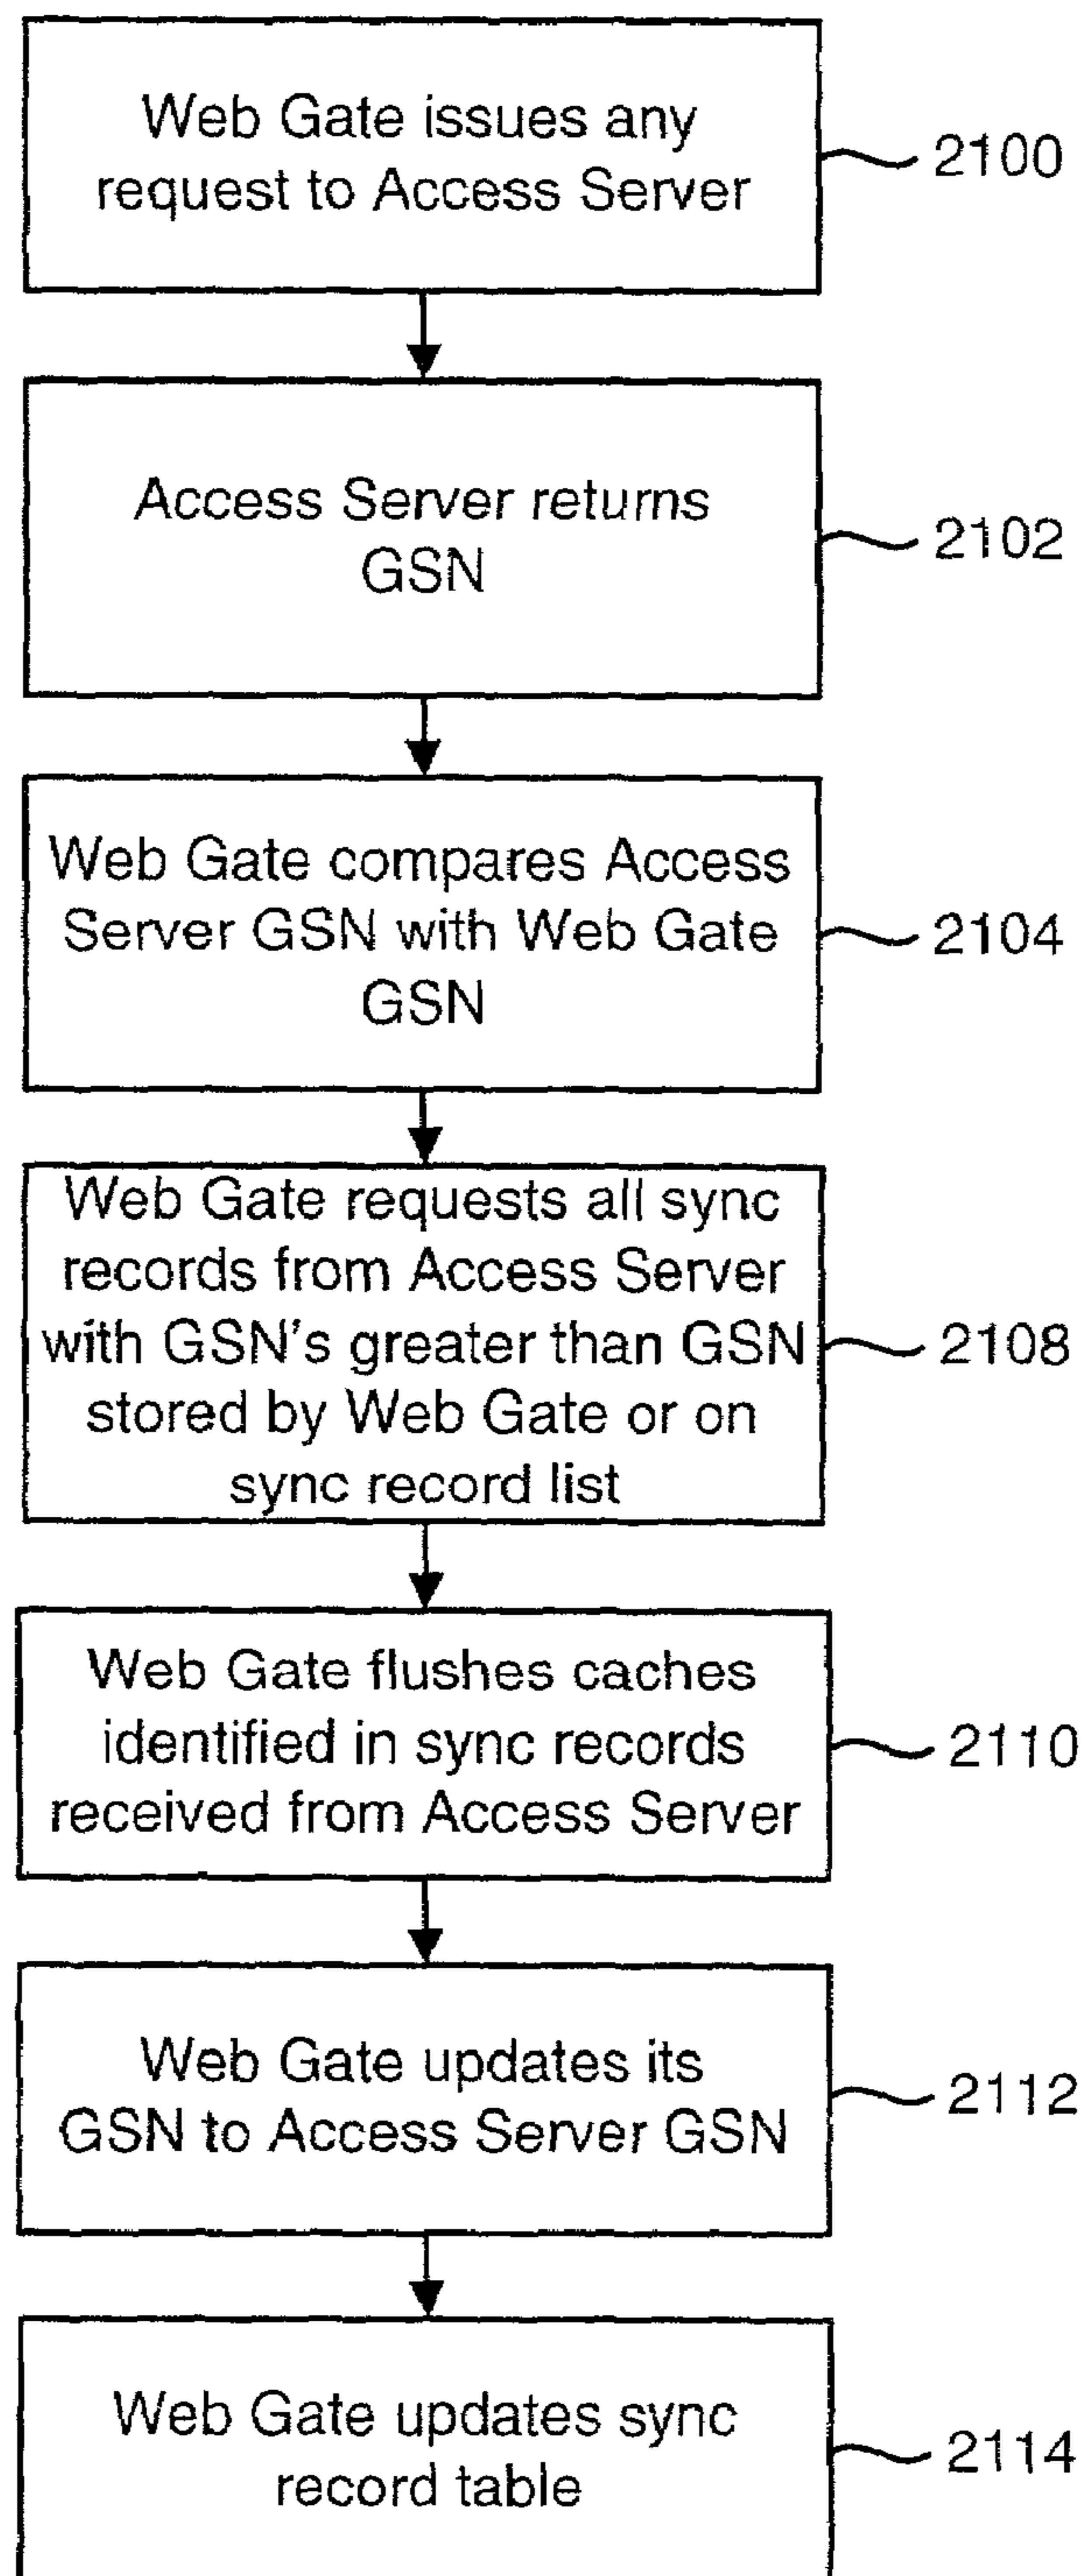 Web Gate issues any
request to Access Server
2100
Access Server returns
GSN
2102
Web Gate compares Access
Server GSN with Web Gate
GSN
2104
Web Gate requests all sync
records from Access Server
with GSN's greater than GSN
stored by Web Gate or on
sync record list
2108
Web Gate flushes caches
identified in sync records
received from Access Server
2110
Web Gate updates its
GSN to Access Server GSN
2112
Web Gate updates sync
record table
2114